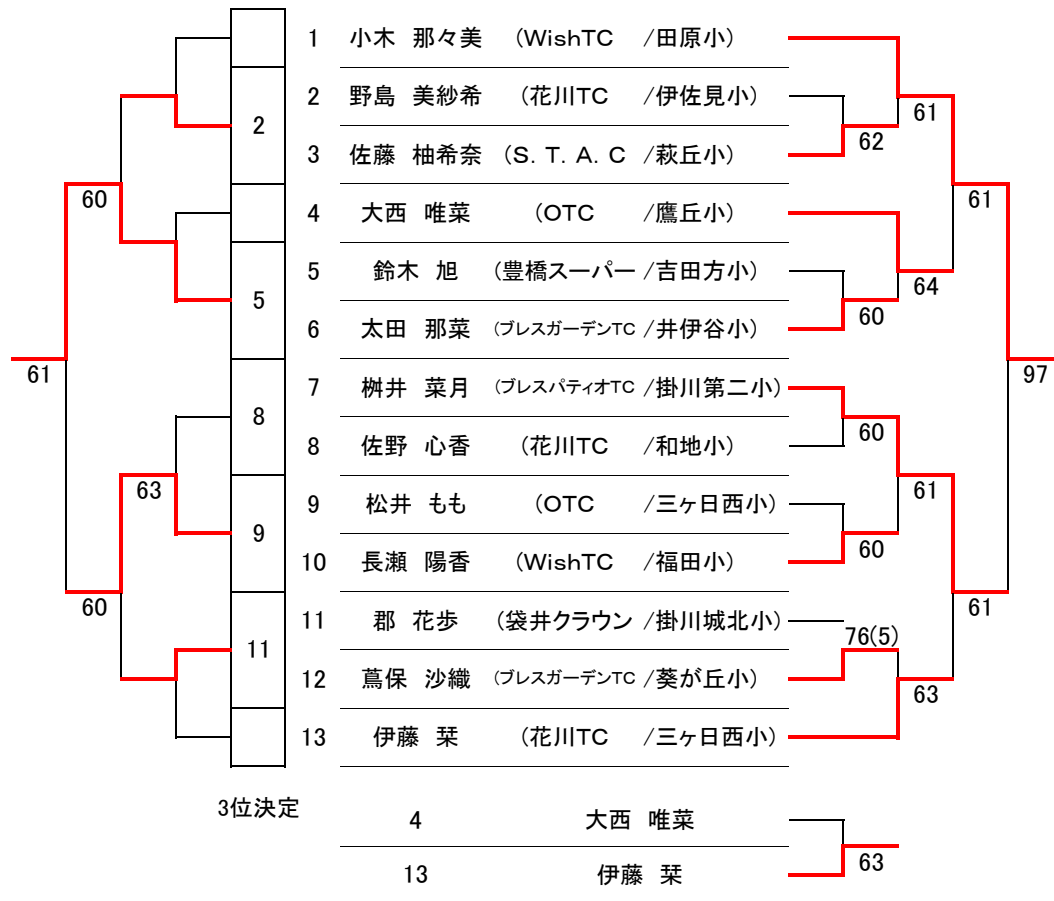 1 小木 那々美 (WishTC /田原小)
2 野島 美紗希 (花川TC /伊佐見小)
61
2
62
3 佐藤 柚希奈 (S.T.A.C /萩丘小)
60
61
4 大西 唯菜 (OTC /鷹丘小)
5 鈴木 旭 (豊橋スーパー /吉田方小)
64
5
60
6 太田 那菜 (ブレスガーデンTC /井伊谷小)
61
97
7 桝井 菜月 (ブレスパティオTC /掛川第二小)
8
60
8 佐野 心香 (花川TC /和地小)
63
61
9 松井 もも (OTC /三ヶ日西小)
9
60
10 長瀬 陽香 (WishTC /福田小)
60
61
11 郡 花歩 (袋井クラウン /掛川城北小)
11
76(5)
12 蔦保 沙織 (ブレスガーデンTC /葵が丘小)
63
13 伊藤 栞 (花川TC /三ヶ日西小)
3位決定
4 大西 唯菜
63
13 伊藤 栞